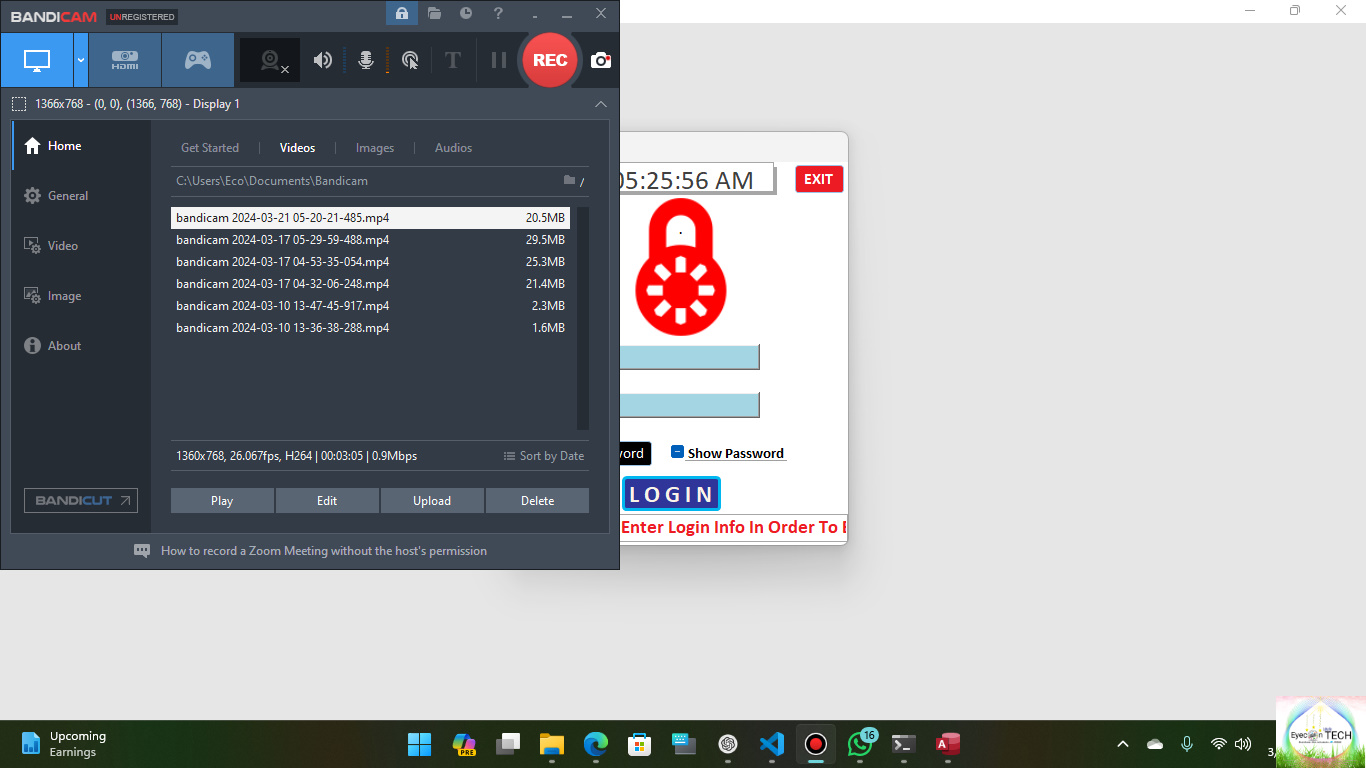 BANDICAM UNREGISTERED
HDMI
T
REC
1366x768 - (0, 0), (1366, 768) - Display 1
Home
General
Video
Image
About
BANDICUT
Get Started
Videos
Images
Audios
C:\Users\Eco\Documents\Bandicam
/
bandicam 2024-03-21 05-20-21-485.mp4 20.5MB
bandicam 2024-03-17 05-29-59-488.mp4 29.5MB
bandicam 2024-03-17 04-53-35-054.mp4 25.3MB
bandicam 2024-03-17 04-32-06-248.mp4 21.4MB
bandicam 2024-03-10 13-47-45-917.mp4 2.3MB
bandicam 2024-03-10 13-36-38-288.mp4 1.6MB
1360x768, 26.067fps, H264 | 00:03:05 | 0.9Mbps
Sort by Date
Play
Edit
Upload
Delete
How to record a Zoom Meeting without the host's permission
05:25:56 AM
EXIT
word
Show Password
LOGIN
Enter Login Info In Order To
Upcoming
Earnings
PRE
16
A
3,
TECH